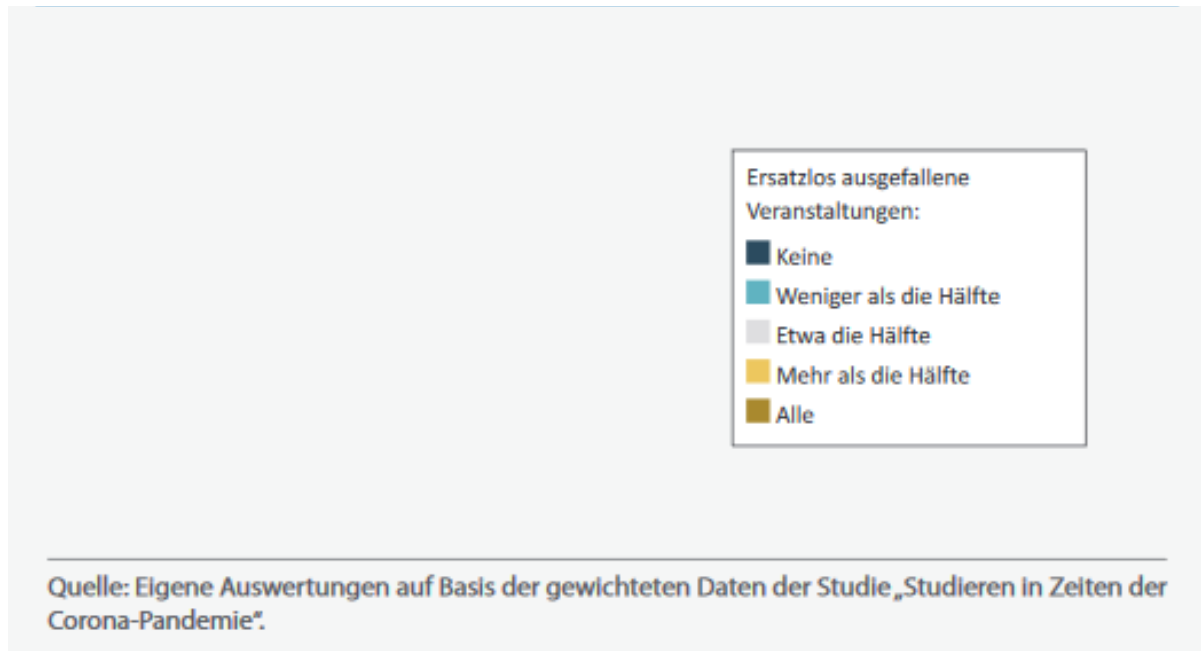 Ersatzlos ausgefallene
Veranstaltungen:
Keine
Weniger als die Hälfte
Etwa die Hälfte
Mehr als die Hälfte
Alle
Quelle: Eigene Auswertungen auf Basis der gewichteten Daten der Studie „Studieren in Zeiten der
Corona-Pandemie“.